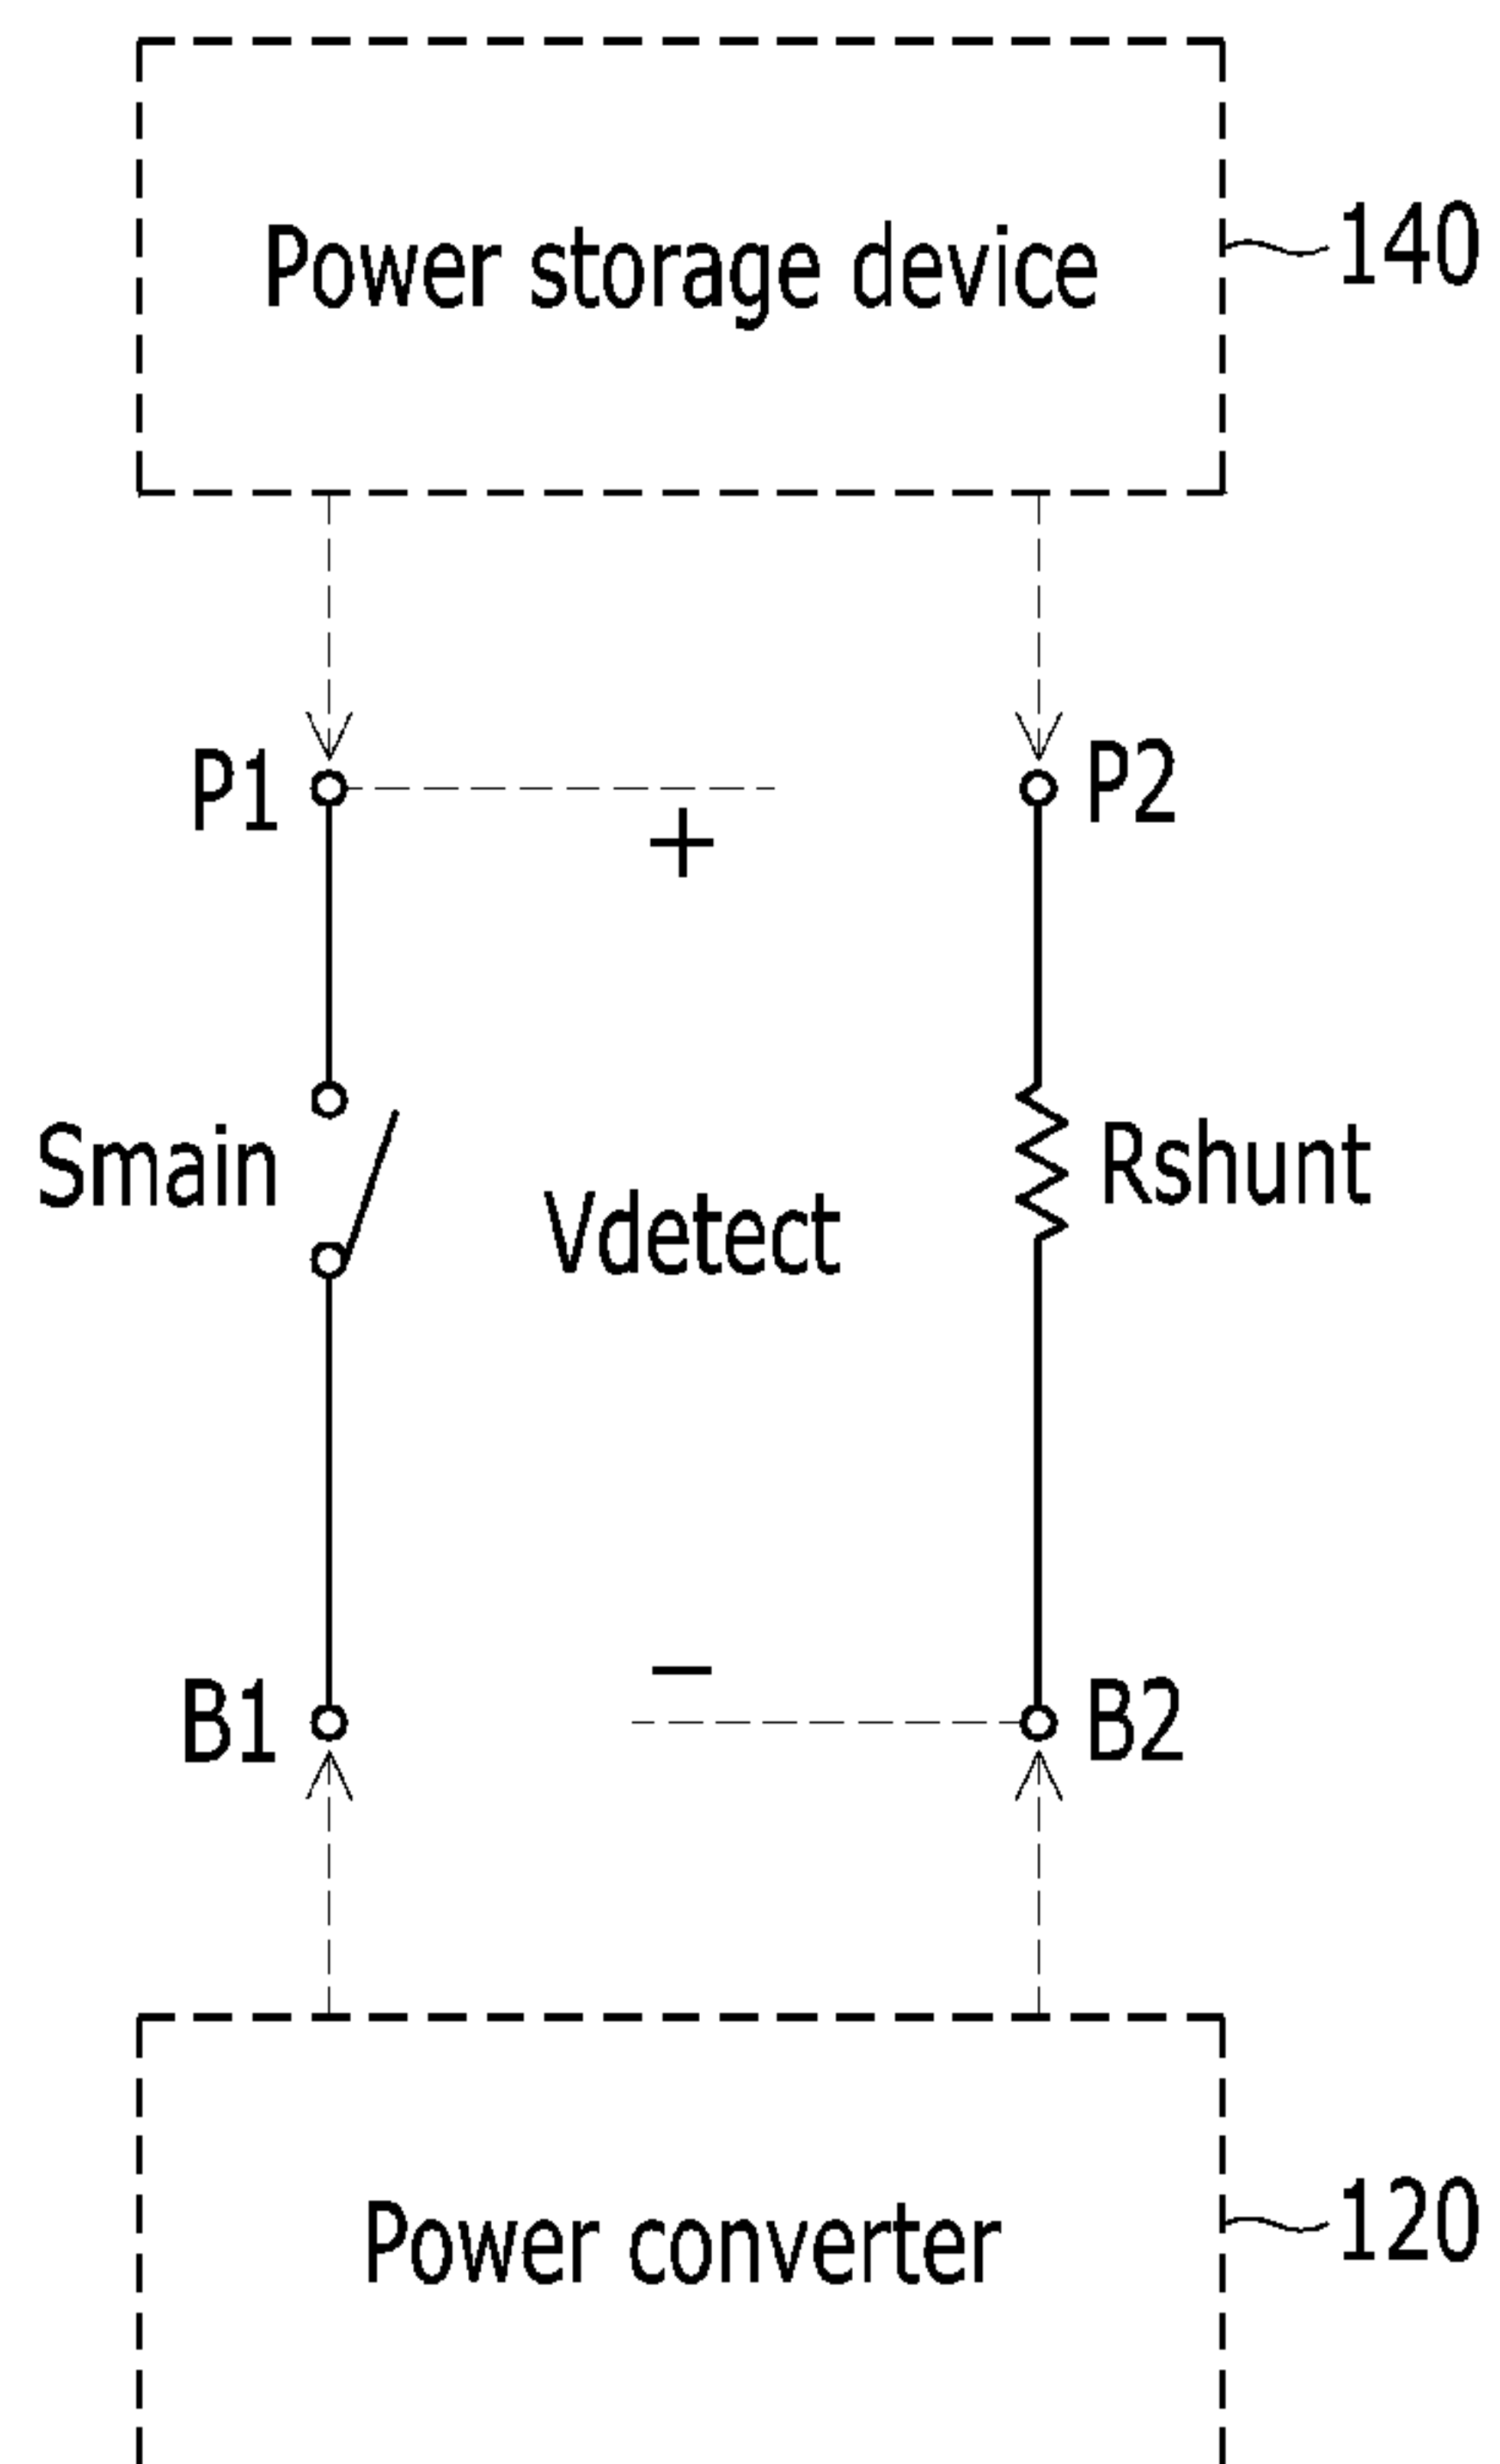 Power storage device
140
P1
P2
+
Smain
Rshunt
Vdetect
−
B1
B2
Power converter
120